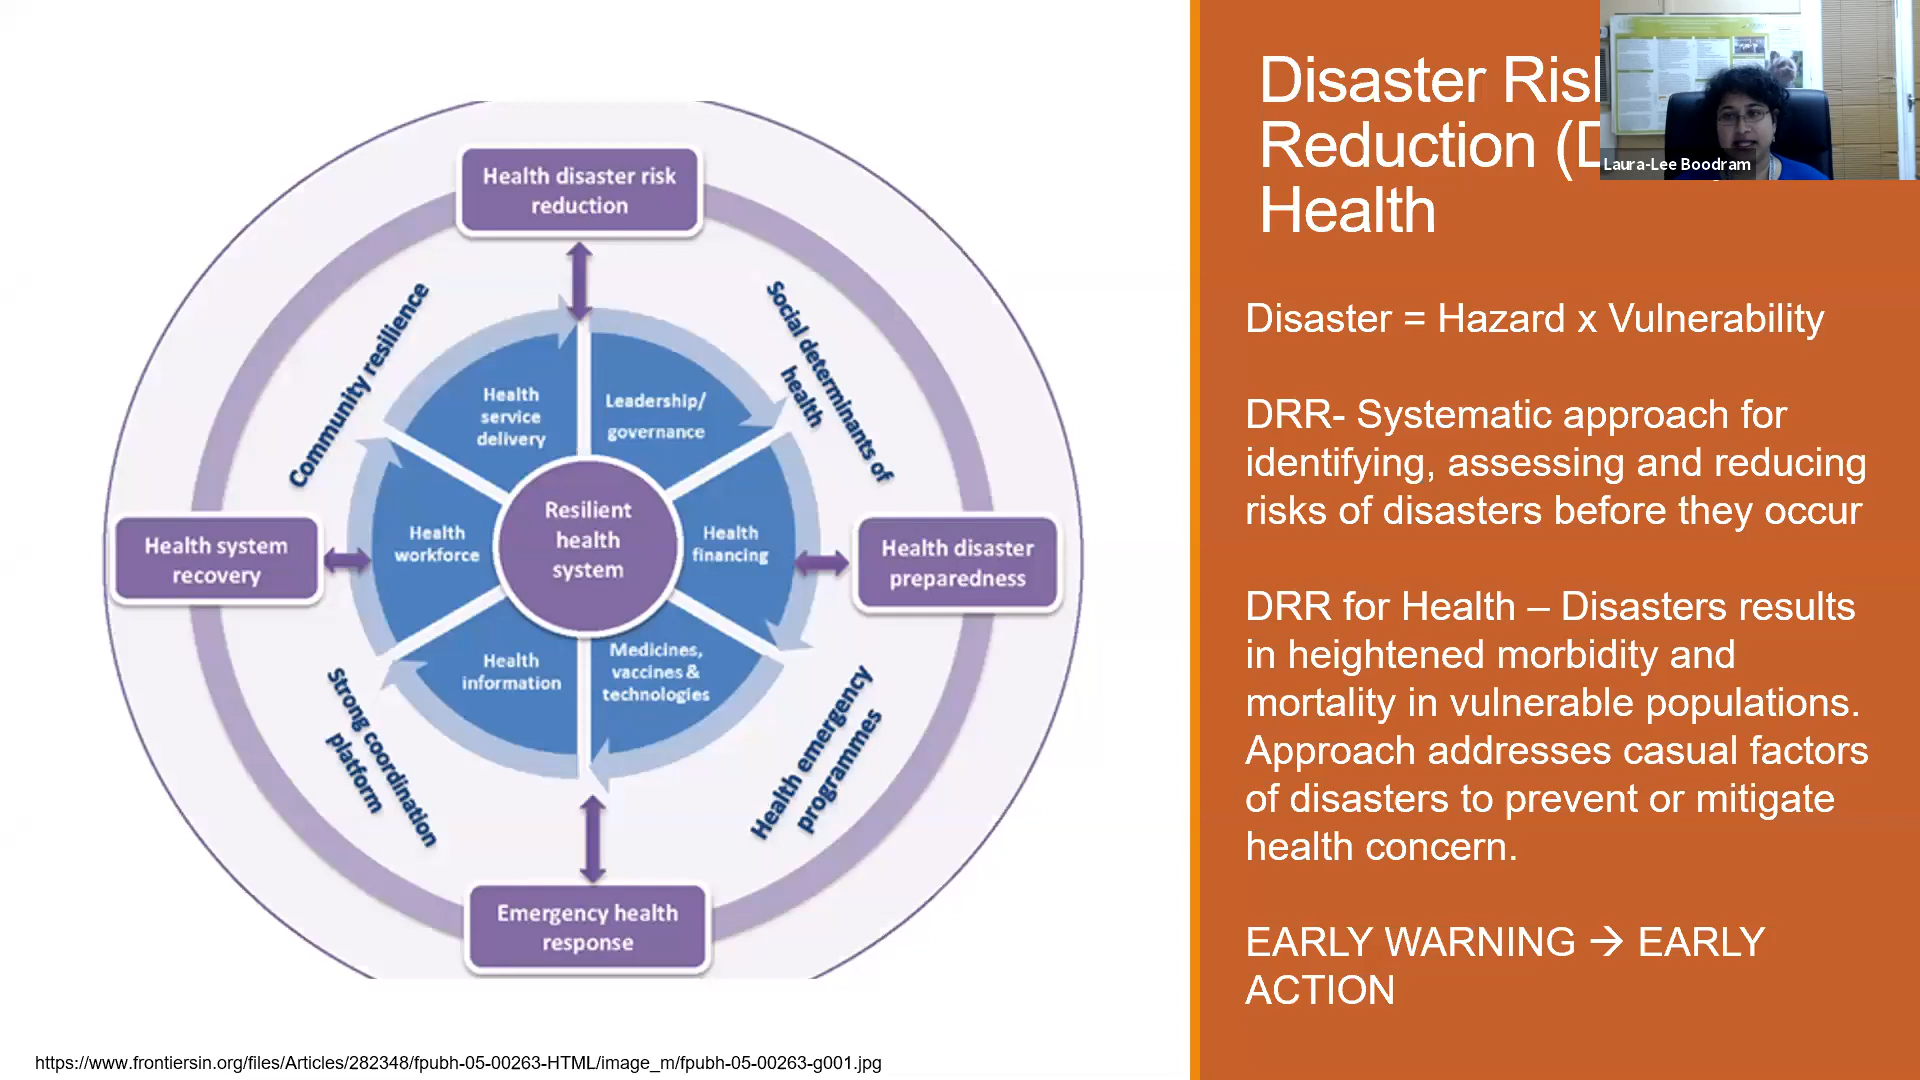 Disaster Ris
Reduction (
Health
Laura-Lee Boodram
Disaster = Hazard x Vulnerability
DRR- Systematic approach for
identifying, assessing and reducing
risks of disasters before they occur
DRR for Health – Disasters results
in heightened morbidity and
mortality in vulnerable populations.
Approach addresses casual factors
of disasters to prevent or mitigate
health concern.
EARLY WARNING → EARLY
ACTION
Health disaster risk
reduction
Community resilience
Social determinants of
health
Health
service
delivery
Leadership/
governance
Health system
recovery
Health
workforce
Resilient
health
system
Health
financing
Health disaster
preparedness
Health
information
Medicines,
vaccines &
technologies
Strong coordination
platform
Health emergency
programmes
Emergency health
response
https://www.frontiersin.org/files/Articles/282348/fpubh-05-00263-HTML/image_m/fpubh-05-00263-g001.jpg